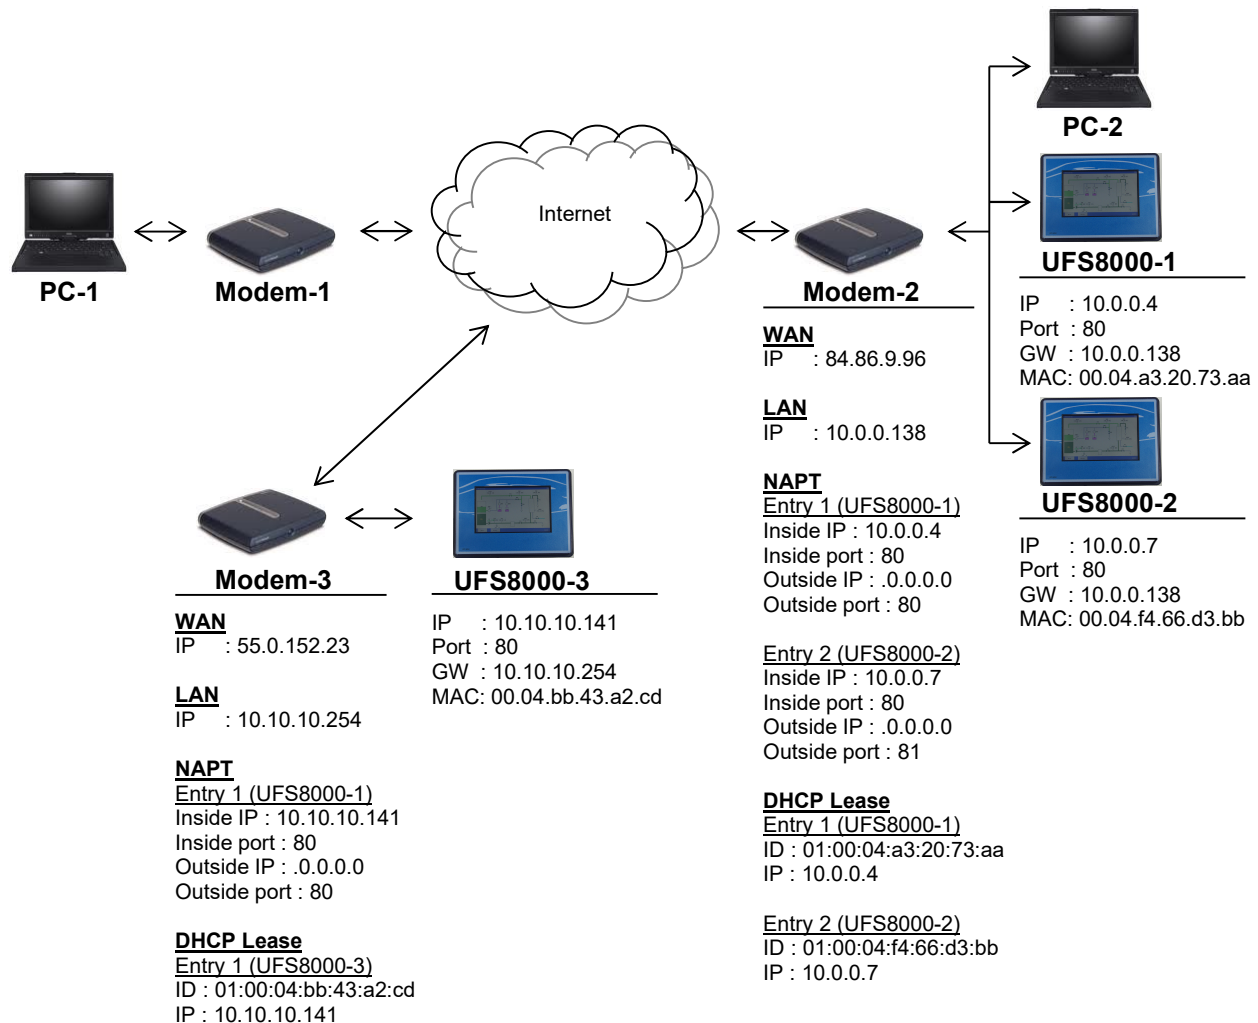 PC-2
Internet
PC-1
Modem-1
Modem-2
UFS8000-1
IP : 10.0.0.4
Port : 80
GW : 10.0.0.138
MAC: 00.04.a3.20.73.aa
WAN
IP : 84.86.9.96
LAN
IP : 10.0.0.138
NAPT
Entry 1 (UFS8000-1)
Inside IP : 10.0.0.4
Inside port : 80
Outside IP : .0.0.0.0
Outside port : 80
Entry 2 (UFS8000-2)
Inside IP : 10.0.0.7
Inside port : 80
Outside IP : .0.0.0.0
Outside port : 81
DHCP Lease
Entry 1 (UFS8000-1)
ID : 01:00:04:a3:20:73:aa
IP : 10.0.0.4
Entry 2 (UFS8000-2)
ID : 01:00:04:f4:66:d3:bb
IP : 10.0.0.7
UFS8000-2
IP : 10.0.0.7
Port : 80
GW : 10.0.0.138
MAC: 00.04.f4.66.d3.bb
Modem-3
WAN
IP : 55.0.152.23
LAN
IP : 10.10.10.254
NAPT
Entry 1 (UFS8000-1)
Inside IP : 10.10.10.141
Inside port : 80
Outside IP : .0.0.0.0
Outside port : 80
DHCP Lease
Entry 1 (UFS8000-3)
ID : 01:00:04:bb:43:a2:cd
IP : 10.10.10.141
UFS8000-3
IP : 10.10.10.141
Port : 80
GW : 10.10.10.254
MAC: 00.04.bb.43.a2.cd